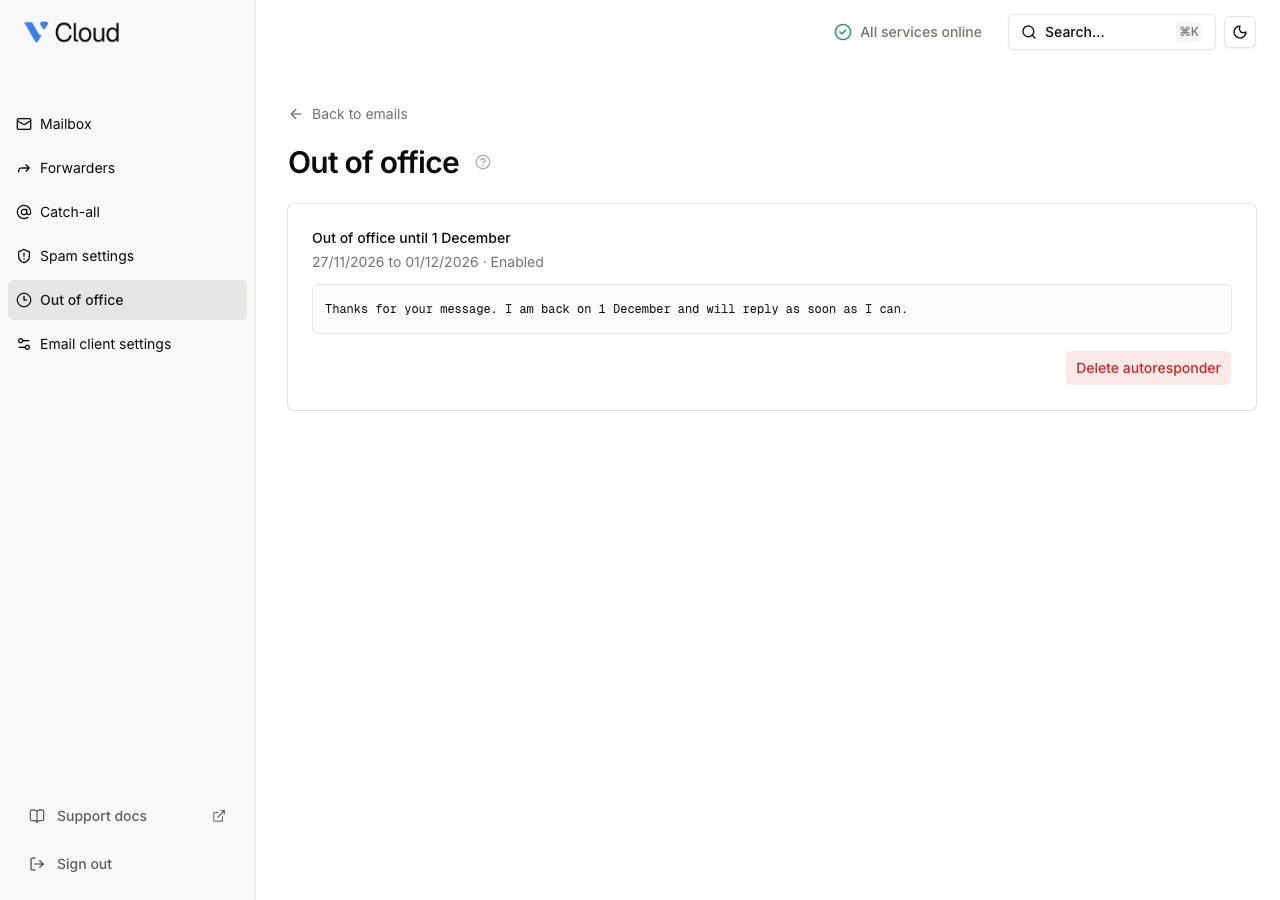 Cloud
All services online
Search...
⌘K
Mailbox
Forwarders
Catch-all
Spam settings
Out of office
Email client settings
Support docs
Sign out
Back to emails
Out of office
Out of office until 1 December
27/11/2026 to 01/12/2026 · Enabled
Thanks for your message. I am back on 1 December and will reply as soon as I can.
Delete autoresponder